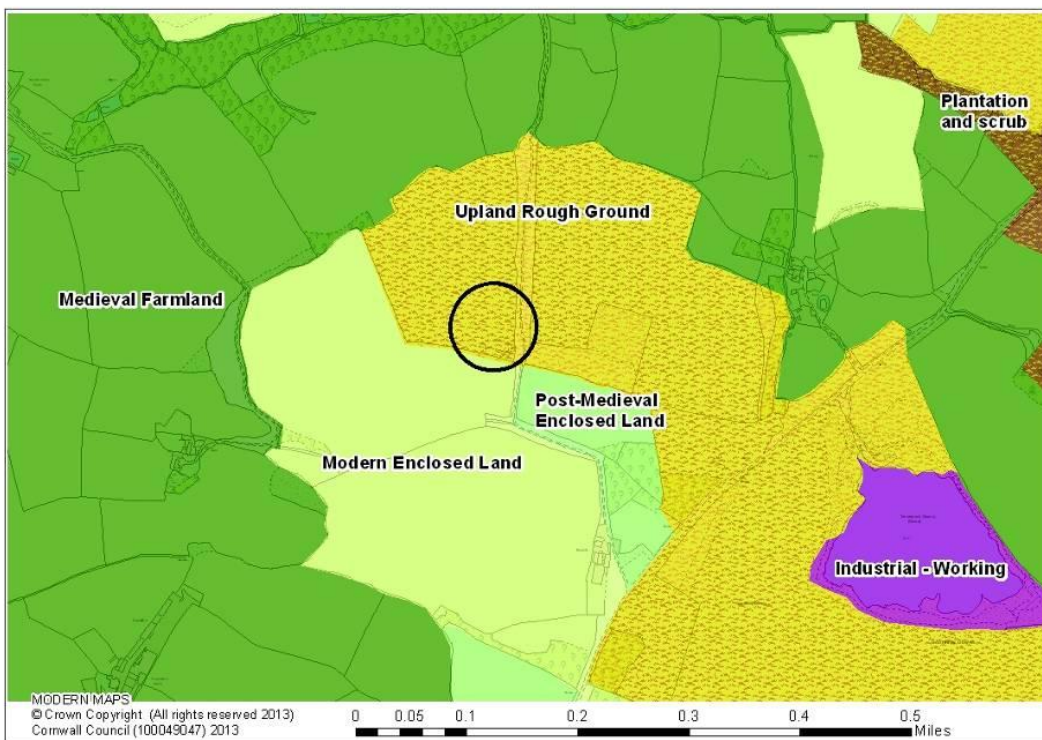 Plantation
and scrub
Upland Rough Ground
Medieval Farmland
Post-Medieval
Enclosed Land
Modern Enclosed Land
Industrial - Working
MODERN MAPS
© Crown Copyright (All rights reserved 2013)
Cornwall Council (100049047) 2013
0 0.05 0.1 0.2 0.3 0.4 0.5
Miles